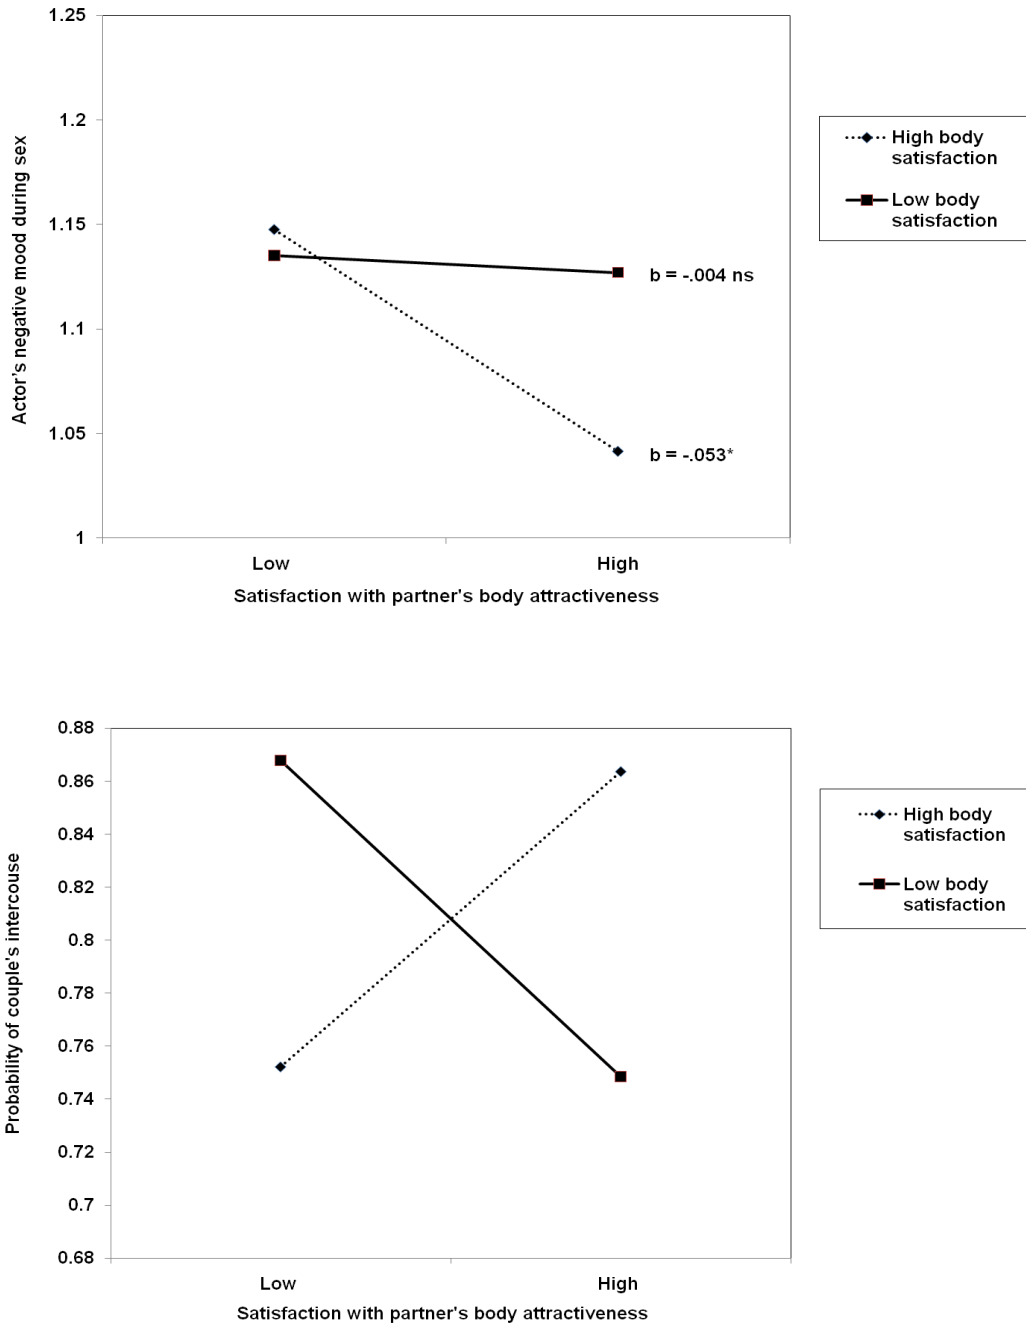 1.25
1.2
1.15
1.1
1.05
1
Actor's negative mood during sex
High body
satisfaction
Low body
satisfaction
b = -.004 ns
b = -.053*
Low
High
Satisfaction with partner's body attractiveness
0.88
0.86
0.84
0.82
0.8
0.78
0.76
0.74
0.72
0.7
0.68
Probability of couple's intercouse
High body
satisfaction
Low body
satisfaction
Low
High
Satisfaction with partner's body attractiveness